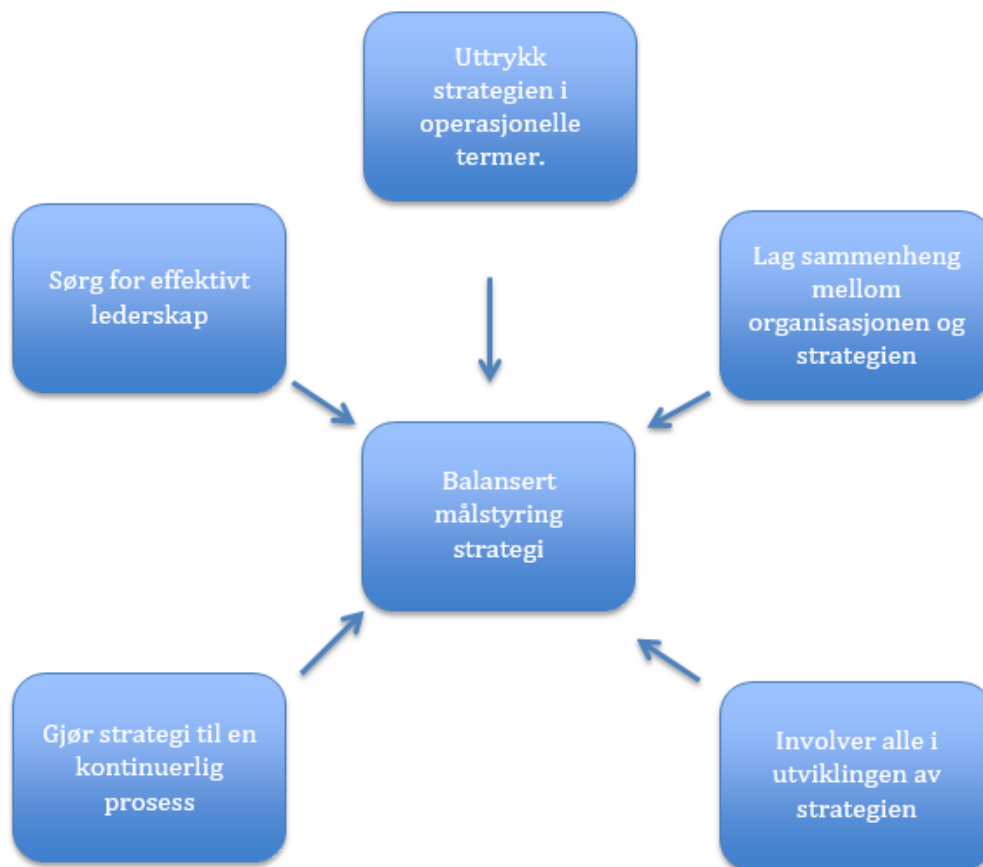 Uttrykk
strategien i
operasjonelle
termer.
Sørg for effektivt
lederskap
Lag sammenheng
mellom
organisasjonen og
strategien
Balansert
målstyring
strategi
Gjør strategi til en
kontinuerlig
prosess
Involver alle i
utviklingen av
strategien